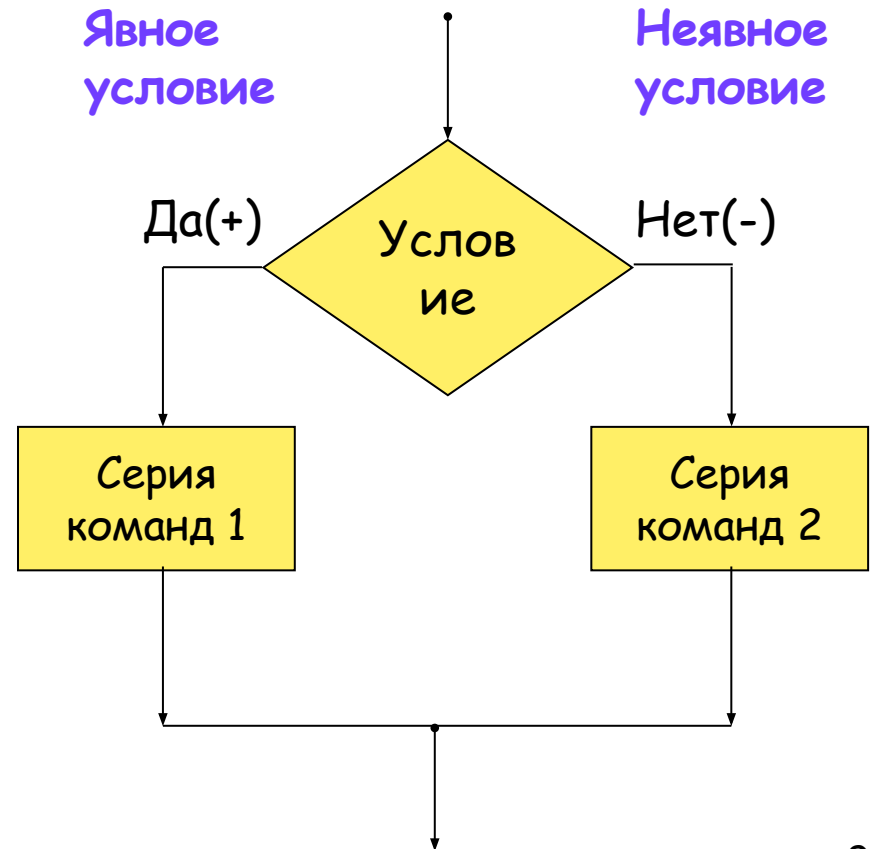 Явное
условие
Неявное
условие
Да(+)
Нет(-)
Услов
ие
Серия
команд 1
Серия
команд 2